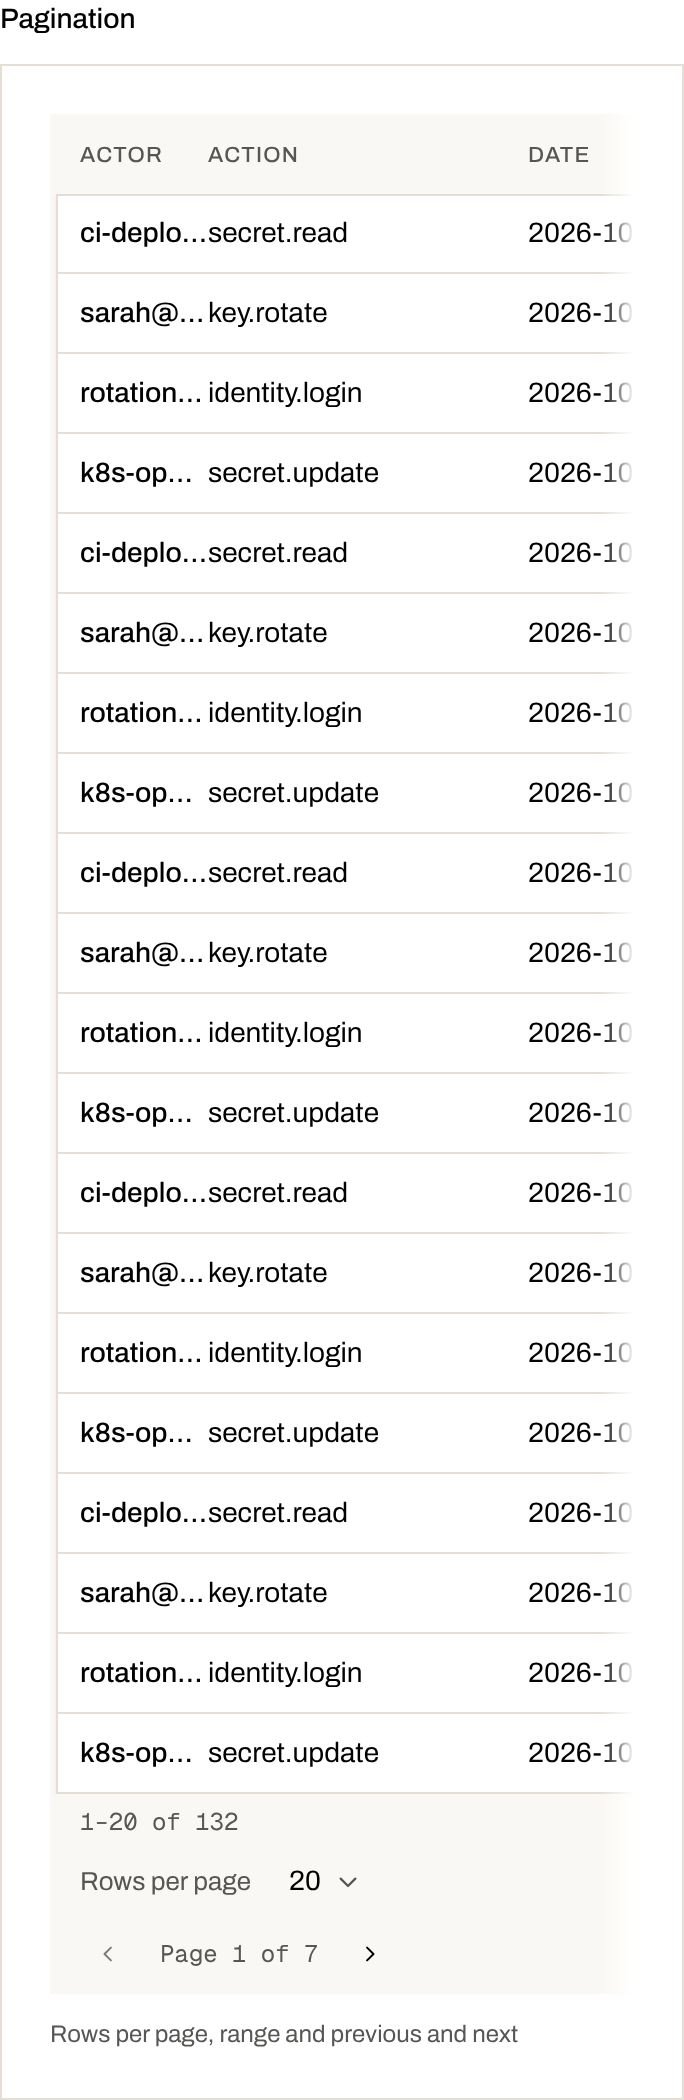 Pagination
ACTOR ACTION DATE
ci-deplo... secret.read 2026-10
sarah@... key.rotate 2026-10
rotation... identity.login 2026-10
k8s-op... secret.update 2026-10
ci-deplo... secret.read 2026-10
sarah@... key.rotate 2026-10
rotation... identity.login 2026-10
k8s-op... secret.update 2026-10
ci-deplo... secret.read 2026-10
sarah@... key.rotate 2026-10
rotation... identity.login 2026-10
k8s-op... secret.update 2026-10
ci-deplo... secret.read 2026-10
sarah@... key.rotate 2026-10
rotation... identity.login 2026-10
k8s-op... secret.update 2026-10
ci-deplo... secret.read 2026-10
sarah@... key.rotate 2026-10
rotation... identity.login 2026-10
k8s-op... secret.update 2026-10
1–20 of 132
Rows per page 20
Page 1 of 7
Rows per page, range and previous and next